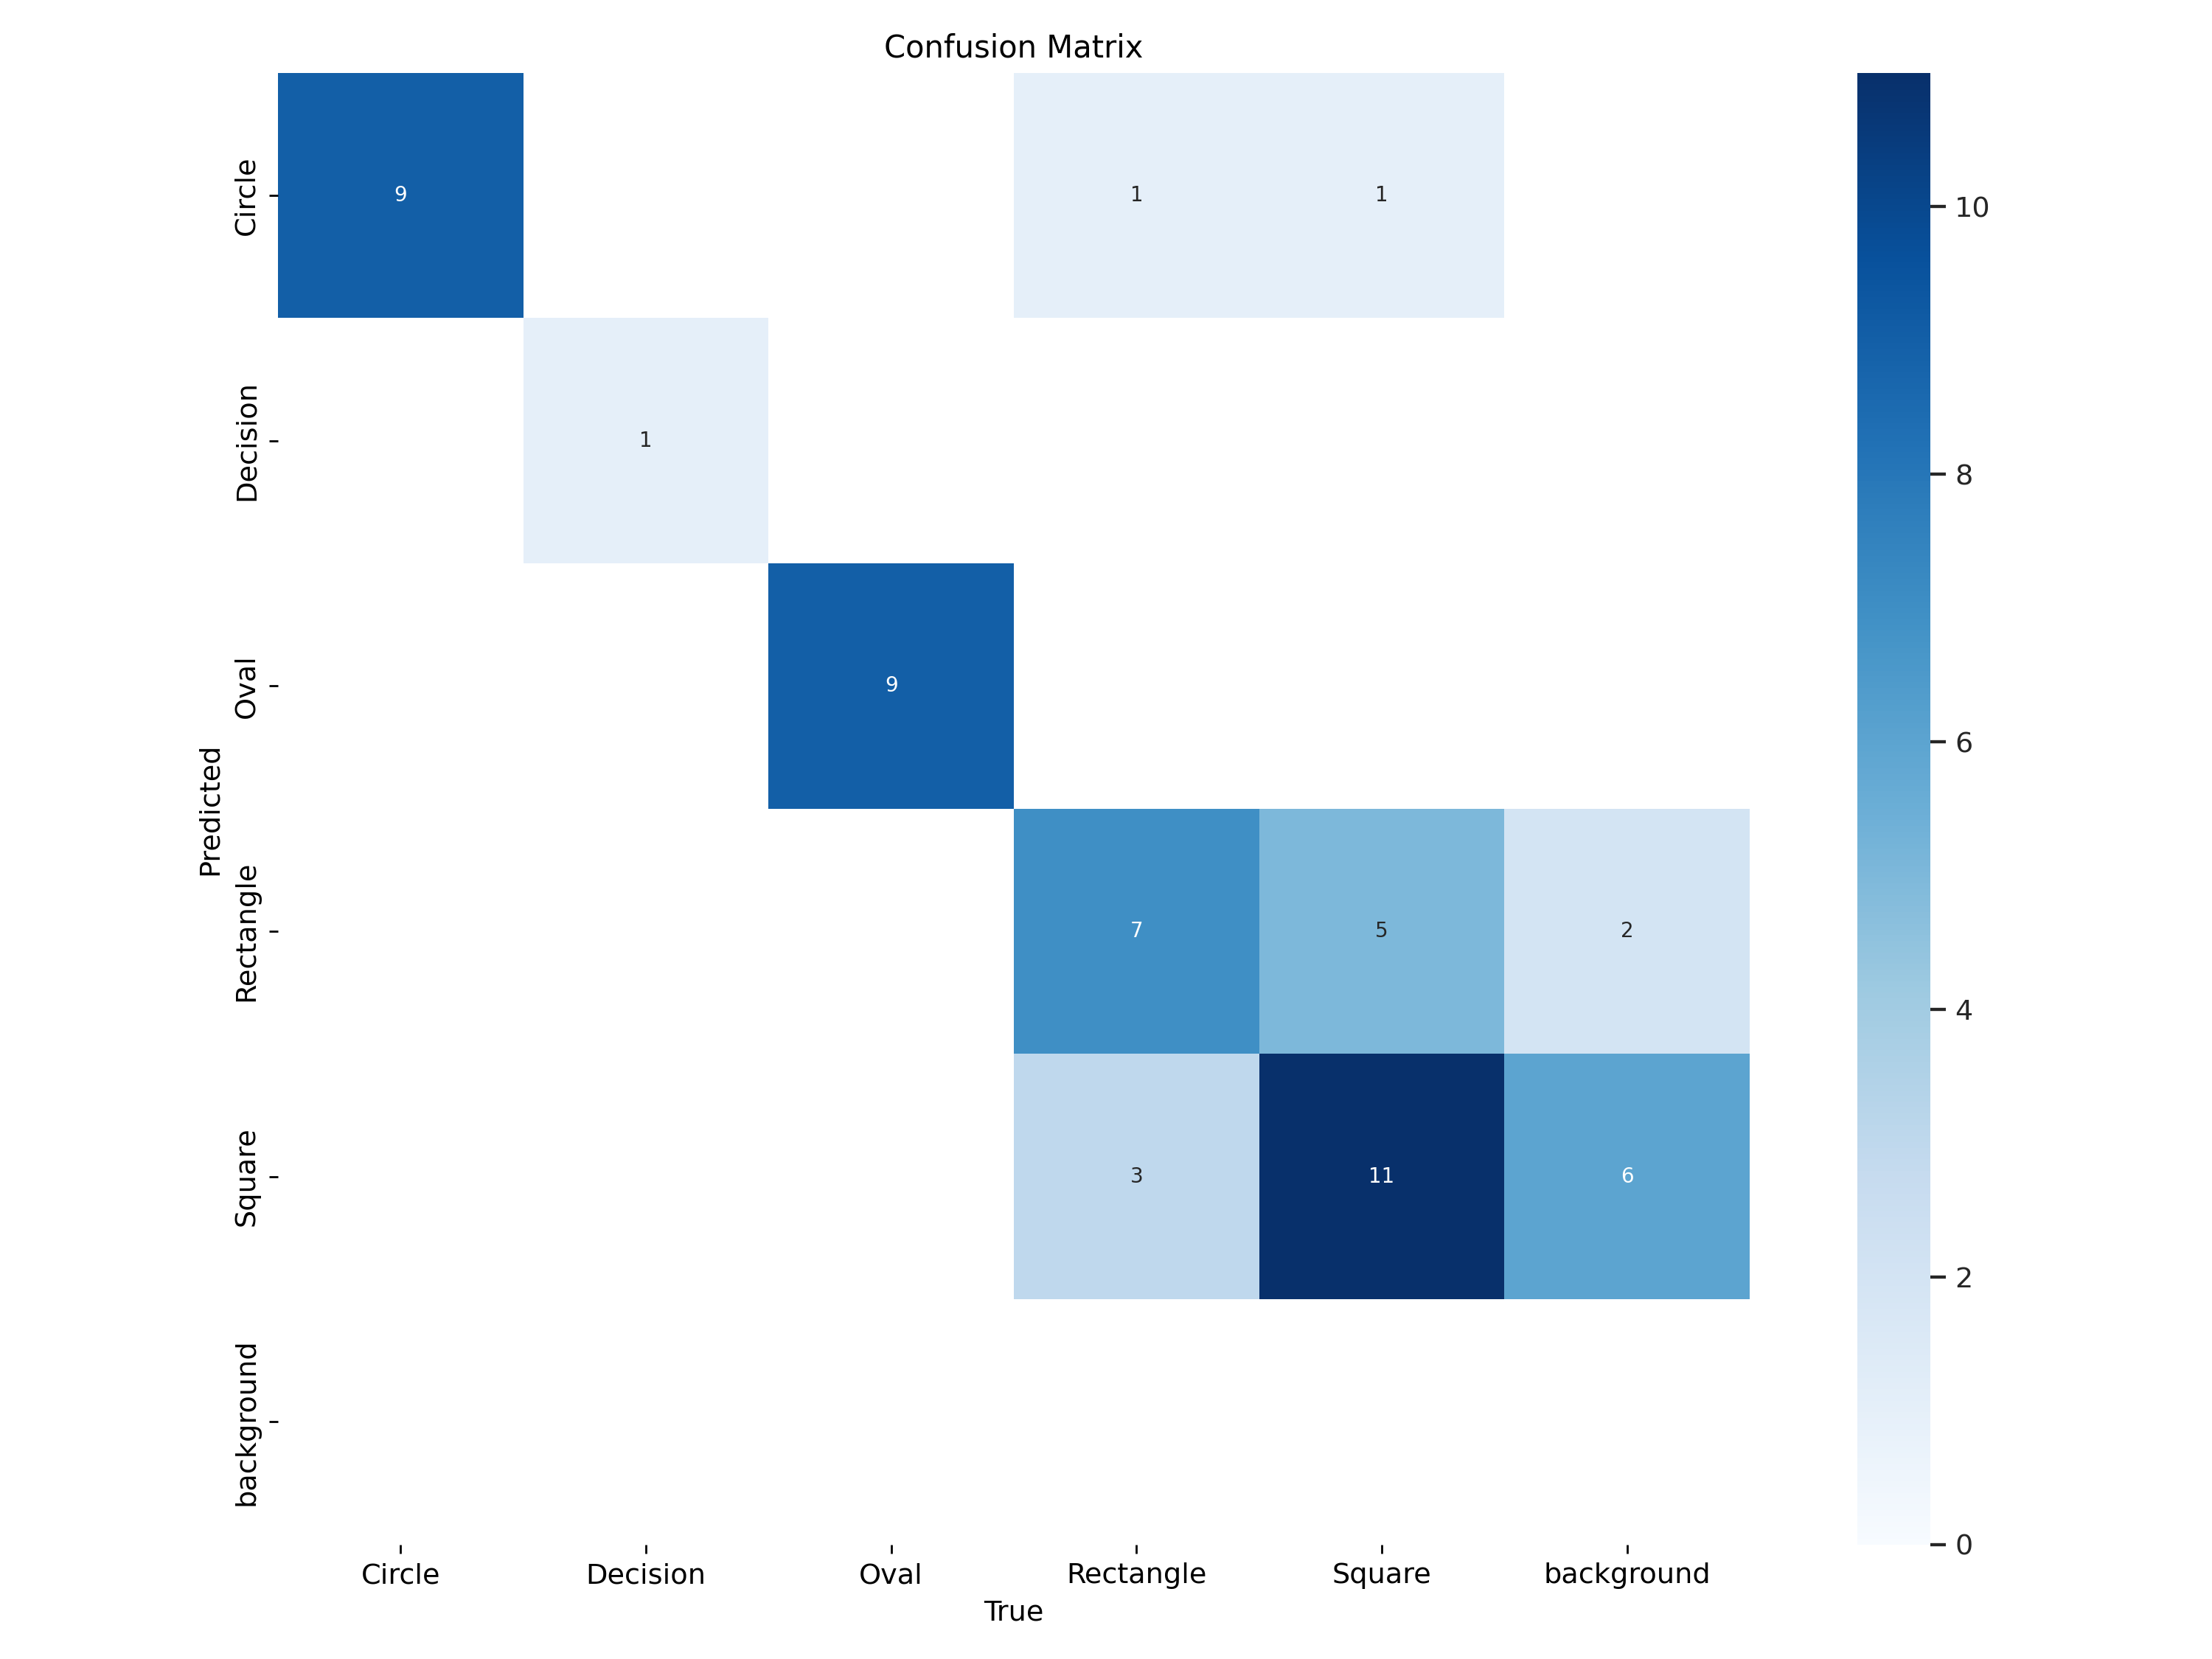 Confusion Matrix
Predicted
Circle
9
1
1
Decision
1
Oval
9
Rectangle
7
5
2
Square
3
11
6
background
Circle
Decision
Oval
Rectangle
Square
background
True
10
8
6
4
2
0